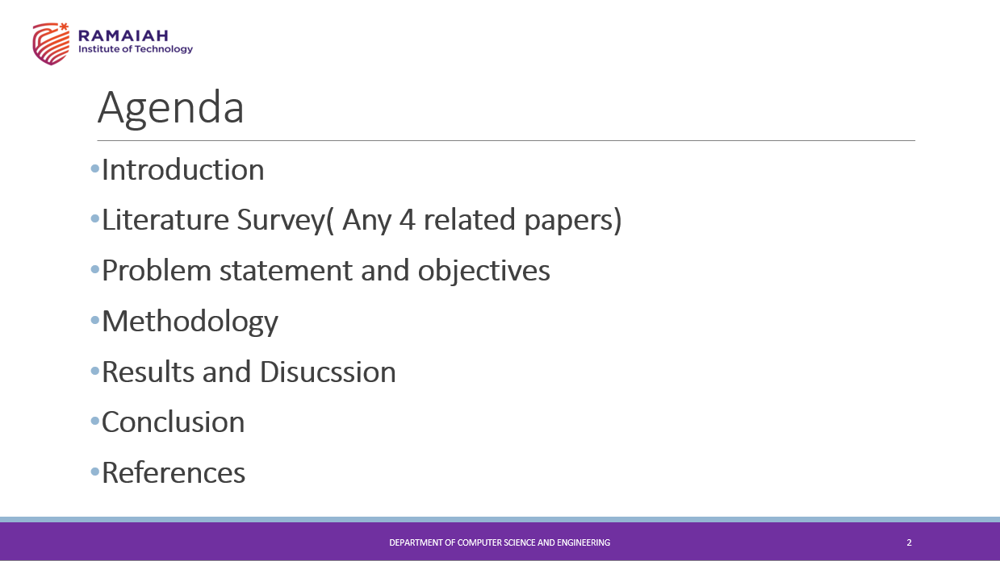 RAMAIAH
Institute of Technology
Agenda
•Introduction
•Literature Survey( Any 4 related papers)
•Problem statement and objectives
•Methodology
•Results and Disucssion
•Conclusion
•References
DEPARTMENT OF COMPUTER SCIENCE AND ENGINEERING
2